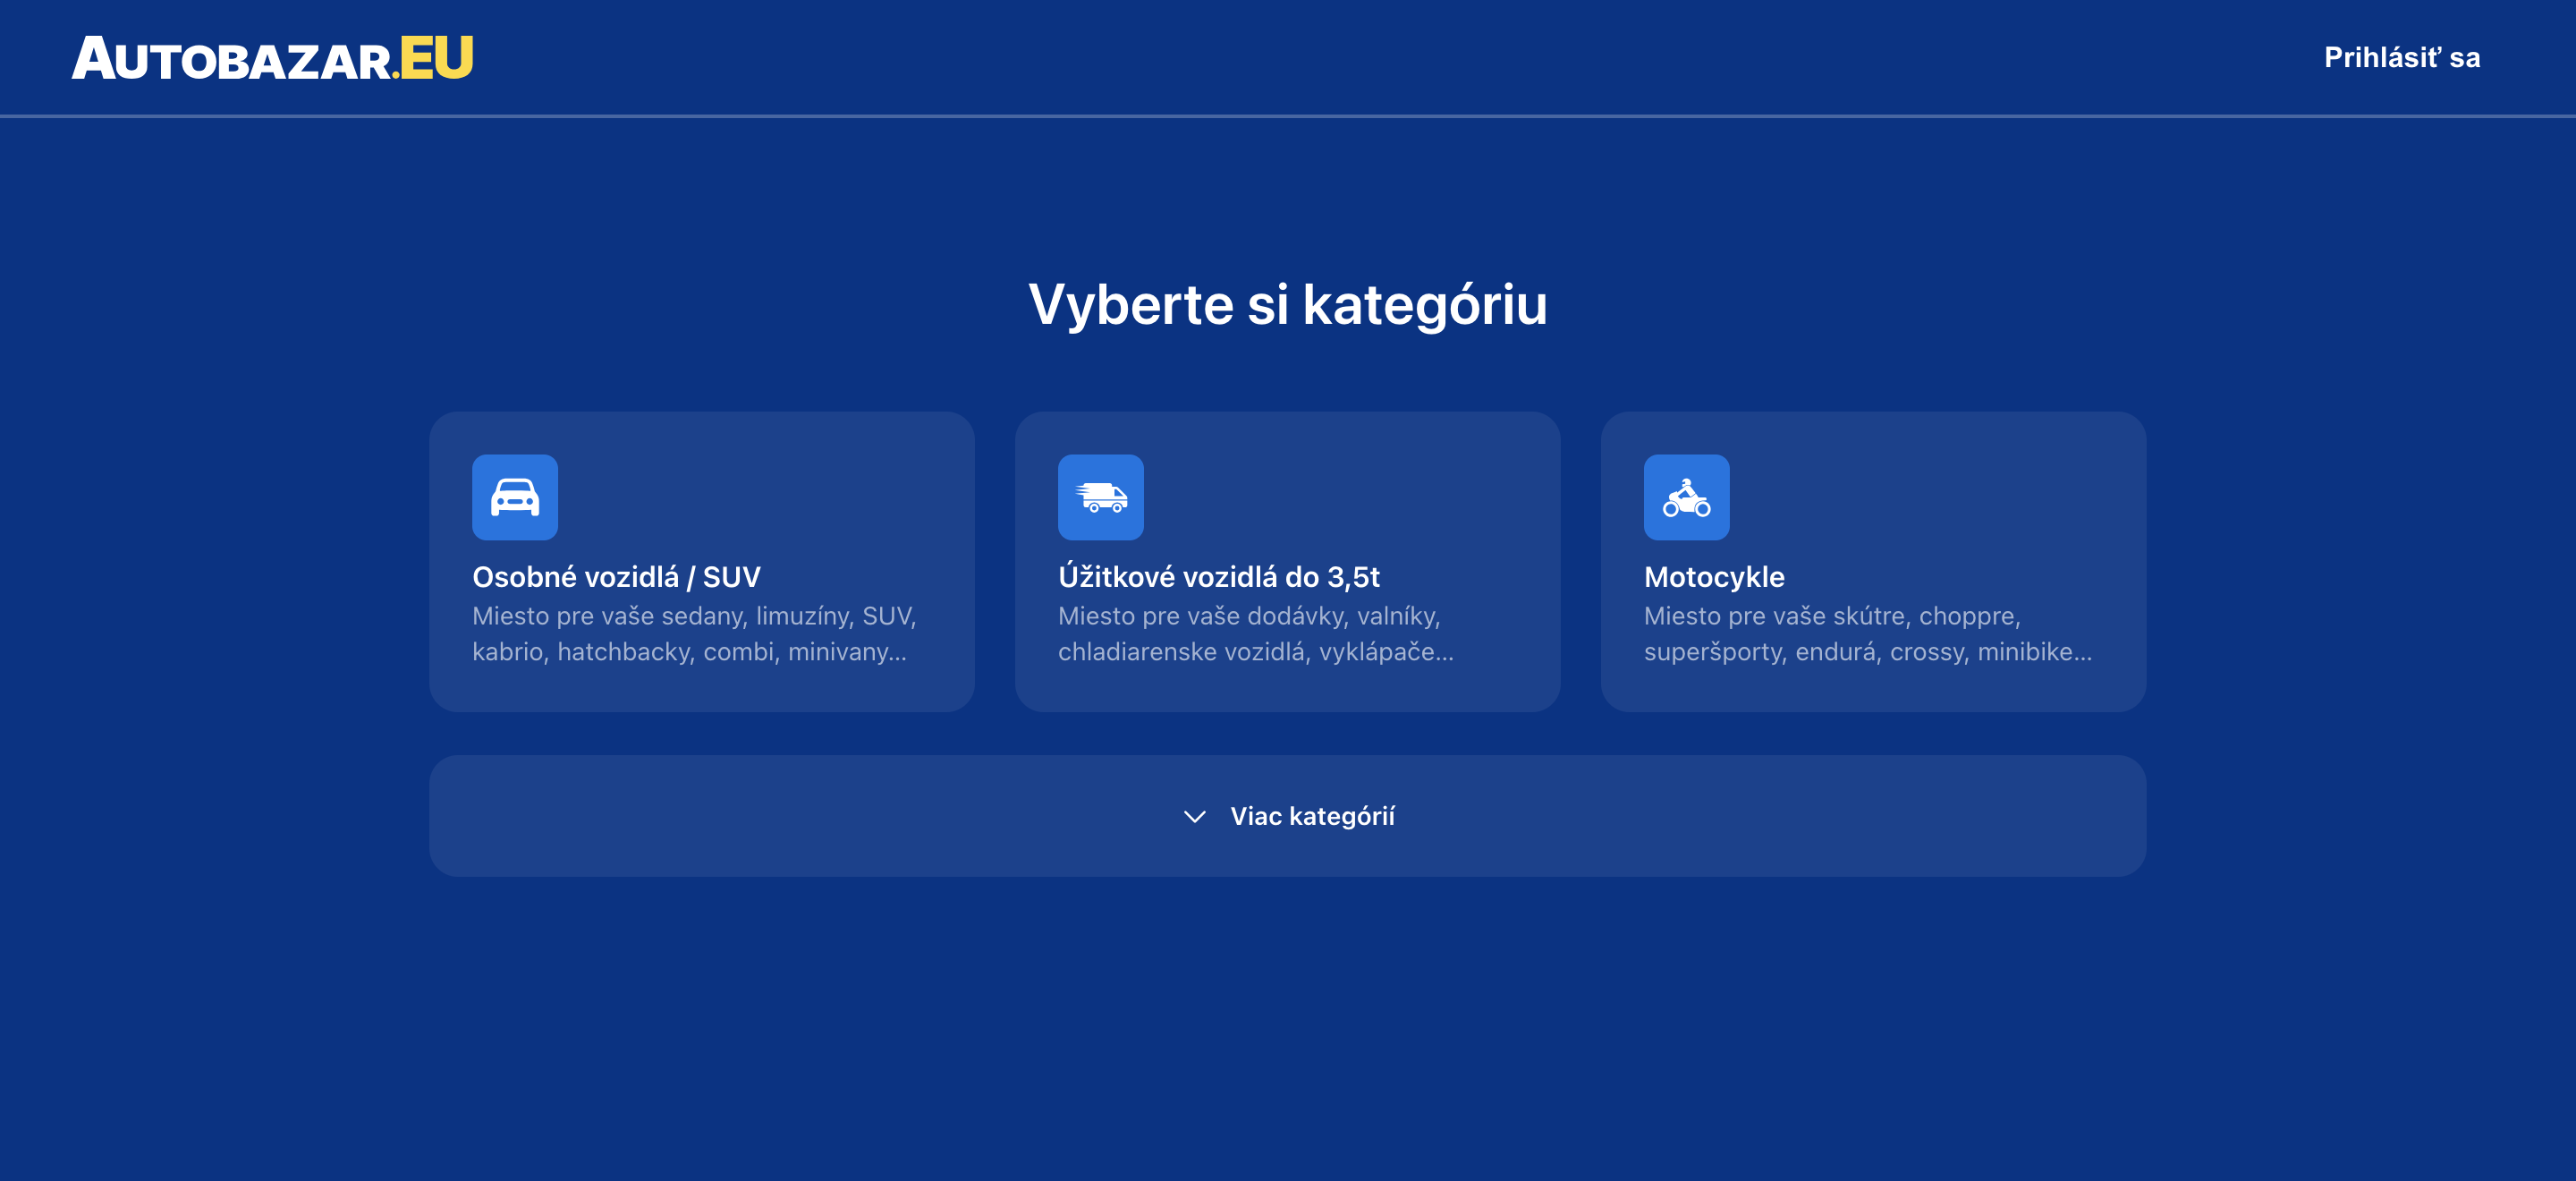 AUTOBAZAR.EU
Prihlásiť sa
Vyberte si kategóriu
Osobné vozidlá / SUV
Miesto pre vaše sedany, limuzíny, SUV,
kabrio, hatchbacky, combi, minivany...
Úžitkové vozidlá do 3,5t
Miesto pre vaše dodávky, valníky,
chladiarenske vozidlá, vyklápače...
Motocykle
Miesto pre vaše skútre, choppre,
superšporty, endurá, crossy, minibike...
Viac kategórií